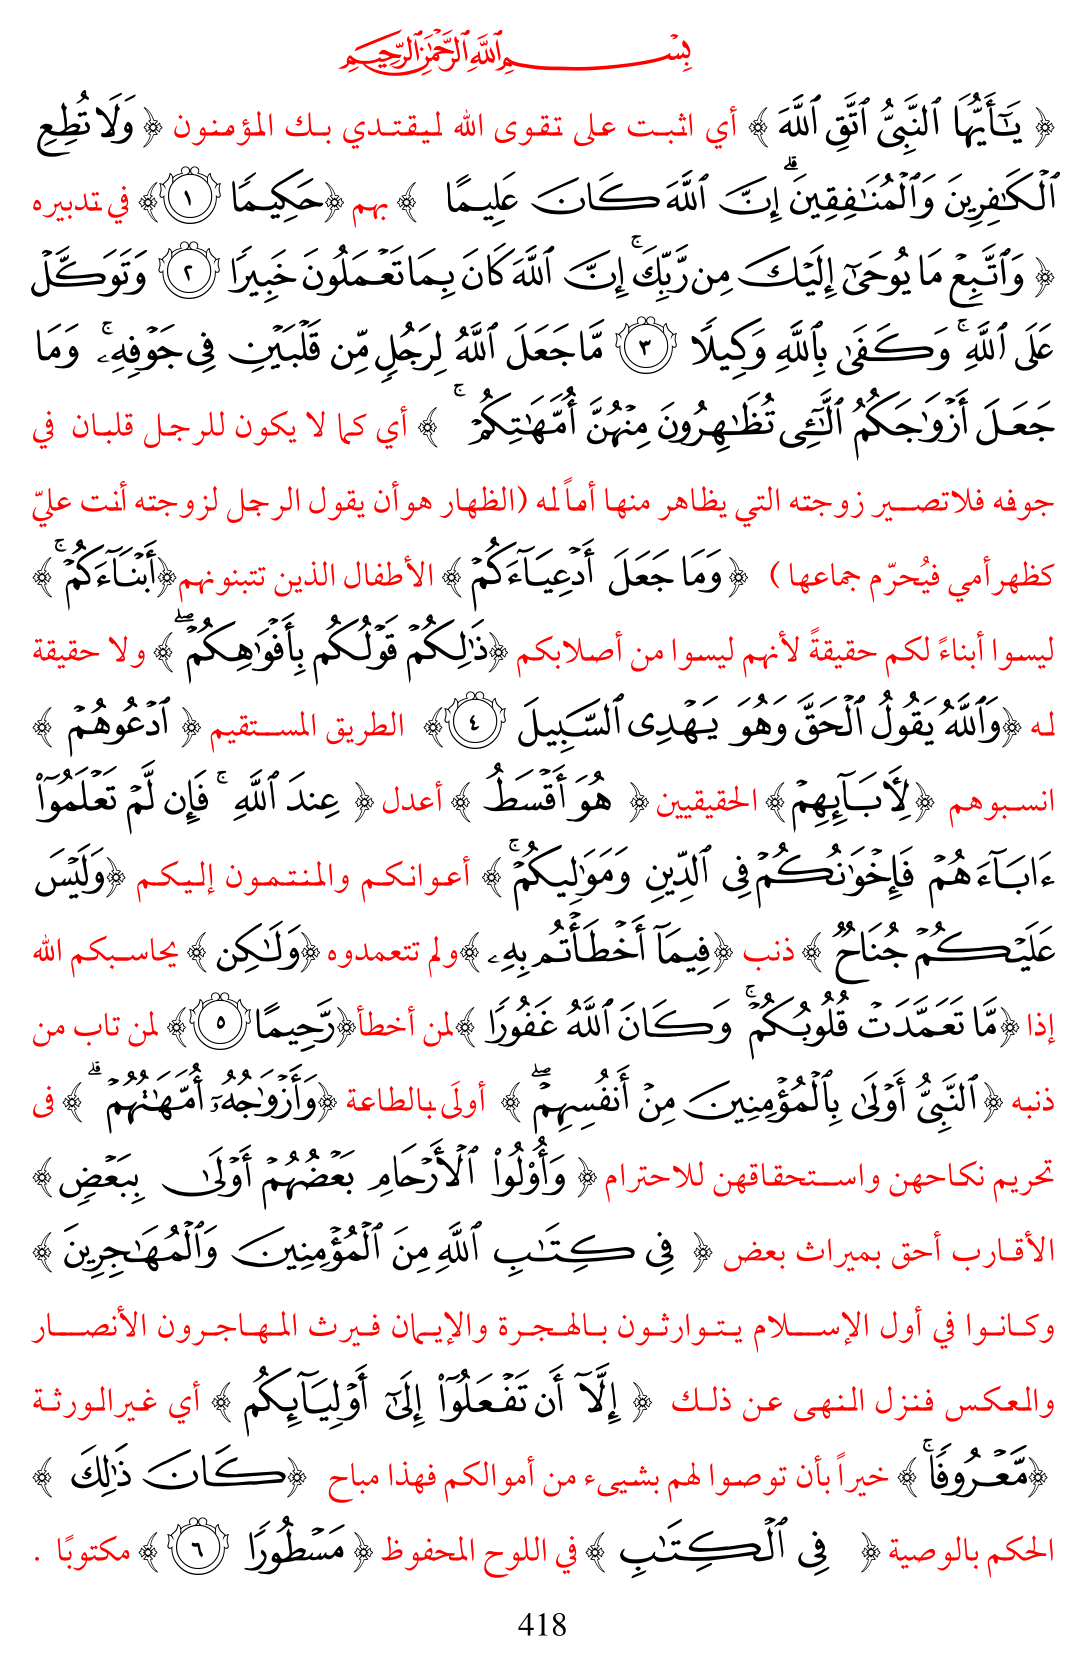 بِسْمِ ٱللَّهِ ٱلرَّحْمَٰنِ ٱلرَّحِيمِ
﴿ يَٰٓأَيُّهَا ٱلنَّبِىُّ ٱتَّقِ ٱللَّهَ ﴾ أي اثبت على تقوى الله ليقتدي بك المؤمنون ﴿ وَلَا تُطِعِ
ٱلْكَٰفِرِينَ وَٱلْمُنَٰفِقِينَ ۗ إِنَّ ٱللَّهَ كَانَ عَلِيمًا ﴾ بهم ﴿حَكِيمًا ١﴾ في تدبيره
﴿ وَٱتَّبِعْ مَا يُوحَىٰٓ إِلَيْكَ مِن رَّبِّكَ ۚ إِنَّ ٱللَّهَ كَانَ بِمَا تَعْمَلُونَ خَبِيرًا ٢ وَتَوَكَّلْ
عَلَى ٱللَّهِ ۚ وَكَفَىٰ بِٱللَّهِ وَكِيلًا ٣ مَّا جَعَلَ ٱللَّهُ لِرَجُلٍ مِّن قَلْبَيْنِ فِى جَوْفِهِۦ ۚ وَمَا
جَعَلَ أَزْوَٰجَكُمُ ٱلَّٰٓـِٔى تُظَٰهِرُونَ مِنْهُنَّ أُمَّهَٰتِكُمْ ۚ ﴾ أي كما لا يكون للرجل قلبان في
جوفه فلاتصير زوجته التي يظاهر منها أماً له (الظهار هوأن يقول الرجل لزوجته أنت عليّ
كظهرأمي فيُحرّم جماعها ) ﴿ وَمَا جَعَلَ أَدْعِيَآءَكُمْ ﴾ الأطفال الذين تتبنونهم﴿أَبْنَآءَكُمْ ۚ ﴾
ليسوا أبناءً لكم حقيقةً لأنهم ليسوا من أصلابكم ﴿ذَٰلِكُمْ قَوْلُكُم بِأَفْوَٰهِكُمْ ۖ ﴾ ولا حقيقة
له ﴿وَٱللَّهُ يَقُولُ ٱلْحَقَّ وَهُوَ يَهْدِى ٱلسَّبِيلَ ٤﴾ الطريق المستقيم ﴿ ٱدْعُوهُمْ ﴾
انسبوهم ﴿لِأٓبَآئِهِمْ﴾ الحقيقيين ﴿ هُوَ أَقْسَطُ ﴾ أعدل ﴿ عِندَ ٱللَّهِ ۚ فَإِن لَّمْ تَعْلَمُوٓا۟
ءَابَآءَهُمْ فَإِخْوَٰنُكُمْ فِى ٱلدِّينِ وَمَوَٰلِيكُمْ ۚ ﴾ أعوانكم والمنتمون إليكم ﴿وَلَيْسَ
عَلَيْكُمْ جُنَاحٌ ﴾ ذنب ﴿فِيمَآ أَخْطَأْتُم بِهِۦ ﴾ولم تتعمدوه ﴿وَلَٰكِن ﴾ يحاسبكم الله
إذا ﴿مَّا تَعَمَّدَتْ قُلُوبُكُمْ ۚ وَكَانَ ٱللَّهُ غَفُورًا ﴾لمن أخطأ﴿رَّحِيمًا ٥﴾ لمن تاب من
ذنبه ﴿ ٱلنَّبِىُّ أَوْلَىٰ بِٱلْمُؤْمِنِينَ مِنْ أَنفُسِهِمْ ۖ ﴾ أولَى بالطاعة ﴿وَأَزْوَٰجُهُۥٓ أُمَّهَٰتُهُمْ ۗ ﴾ فى
تحريم نكاحهن واستحقاقهن للاحترام ﴿ وَأُو۟لُوا۟ ٱلْأَرْحَامِ بَعْضُهُمْ أَوْلَىٰ بِبَعْضٍ ﴾
الأقارب أحق بميراث بعض ﴿ فِى كِتَٰبِ ٱللَّهِ مِنَ ٱلْمُؤْمِنِينَ وَٱلْمُهَٰجِرِينَ ﴾
وكانوا في أول الإسلام يتوارثون بالهجرة والإيمان فيرث المهاجرون الأنصار
والعكس فنزل النهى عن ذلك ﴿ إِلَّآ أَن تَفْعَلُوٓا۟ إِلَىٰٓ أَوْلِيَآئِكُم ﴾ أي غيرالورثة
﴿مَّعْرُوفًا ۚ ﴾ خيراً بأن توصوا لهم بشييء من أموالكم فهذا مباح ﴿كَانَ ذَٰلِكَ ﴾
الحكم بالوصية ﴿ فِى ٱلْكِتَٰبِ ﴾ في اللوح المحفوظ ﴿ مَسْطُورًا ٦ ﴾ مكتوبًا .
418